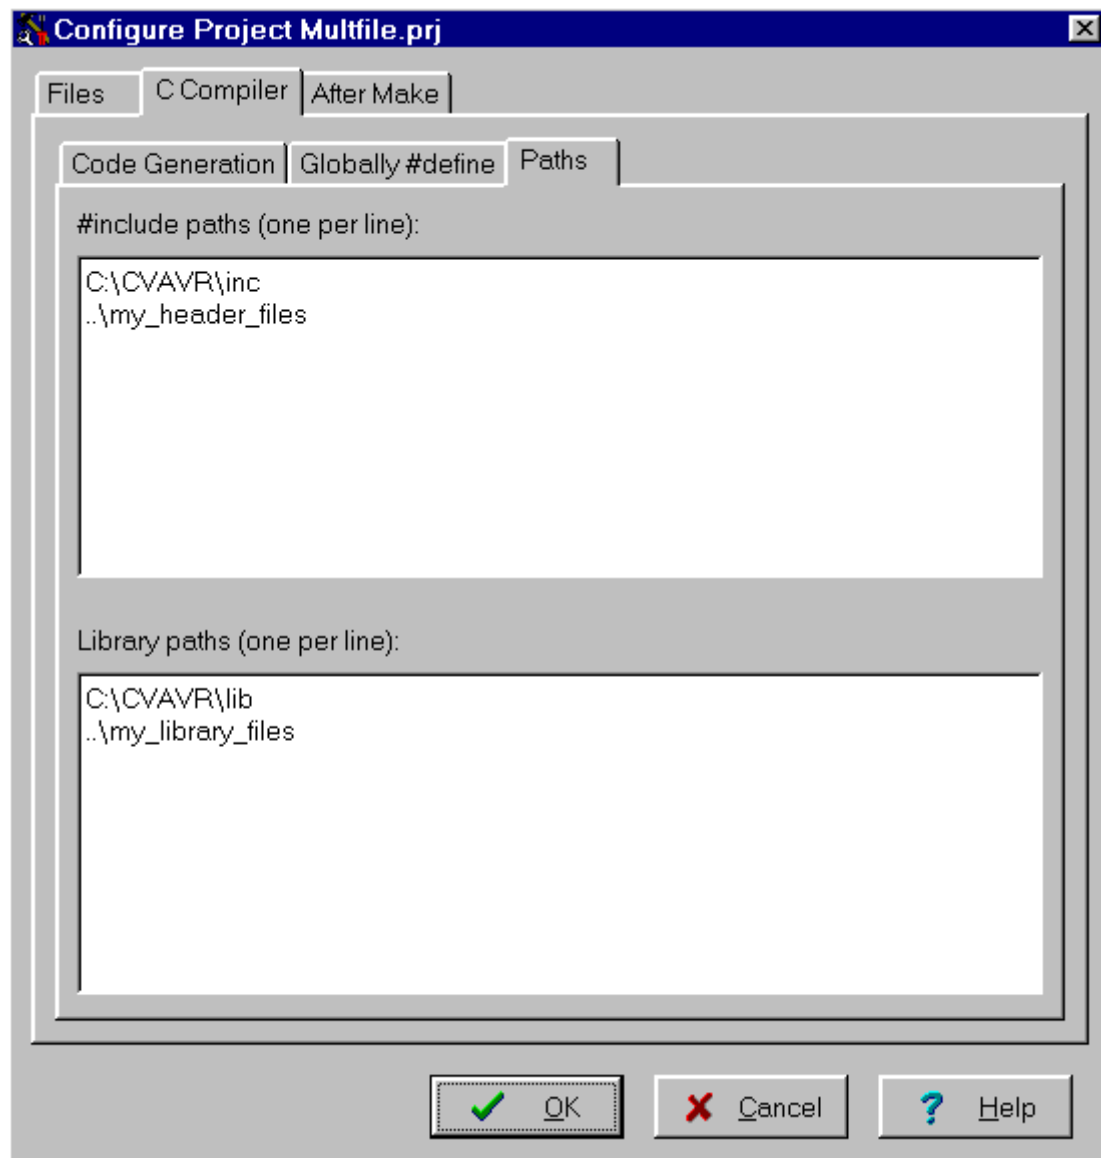 Configure Project Multfile.prj
Files C Compiler After Make
Code Generation Globally #define Paths
#include paths (one per line):
C:\CVAVR\inc
..\my_header_files
Library paths (one per line):
C:\CVAVR\lib
..\my_library_files
OK Cancel ? Help